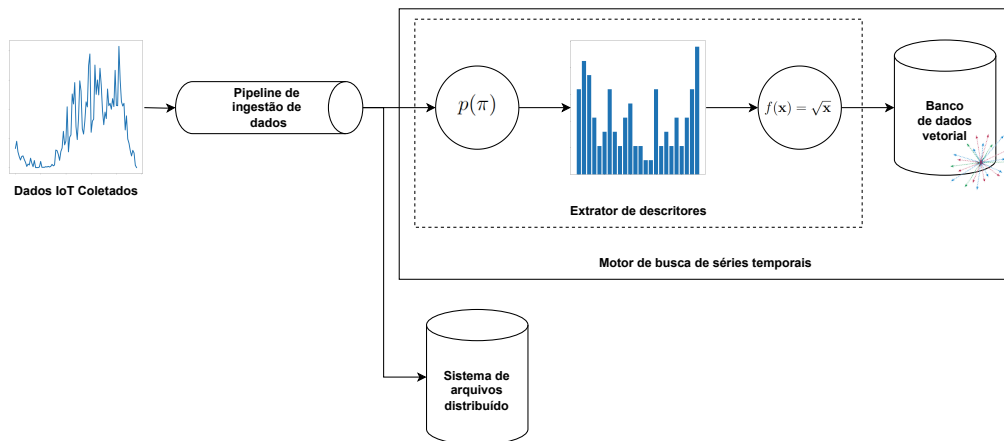 Dados IoT Coletados
Pipeline de
ingestão de
dados
p(π)
f(x) = √x
Extrator de descritores
Banco
de dados
vetorial
Motor de busca de séries temporais
Sistema de
arquivos
distribuído